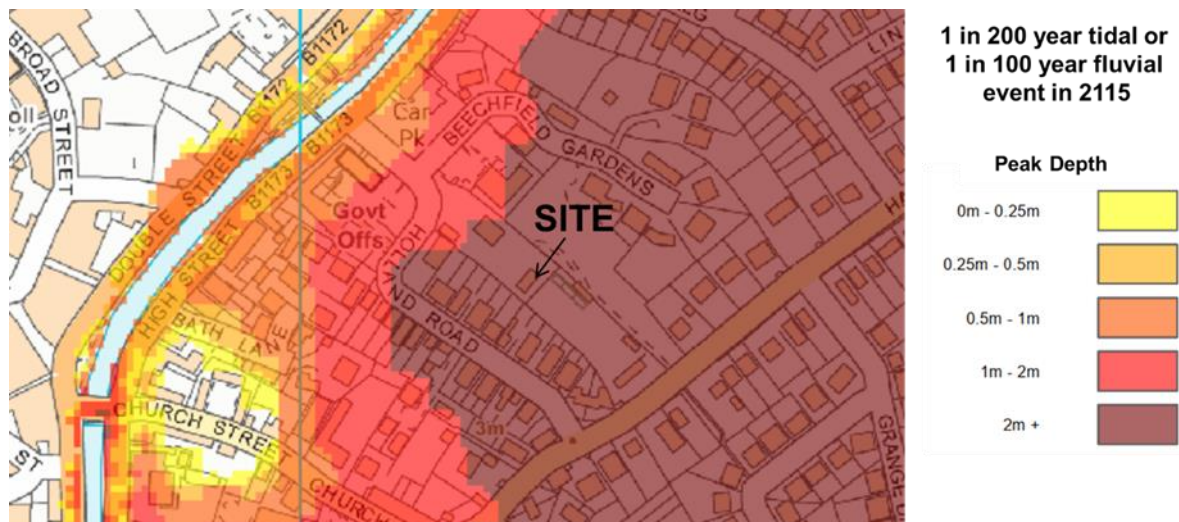 1 in 200 year tidal or
1 in 100 year fluvial
event in 2115
Peak Depth
0m - 0.25m
0.25m - 0.5m
0.5m - 1m
1m - 2m
2m +
BROAD STREET
B1172
B1173
Car
Pk
BEECHFIELD
GARDENS
DOUBLE STREET
B1173
HIGH STREET
Govt
Offs
SITE
ROAD
BATH LANE
CHURCH STREET
3m
ST
CHURCH